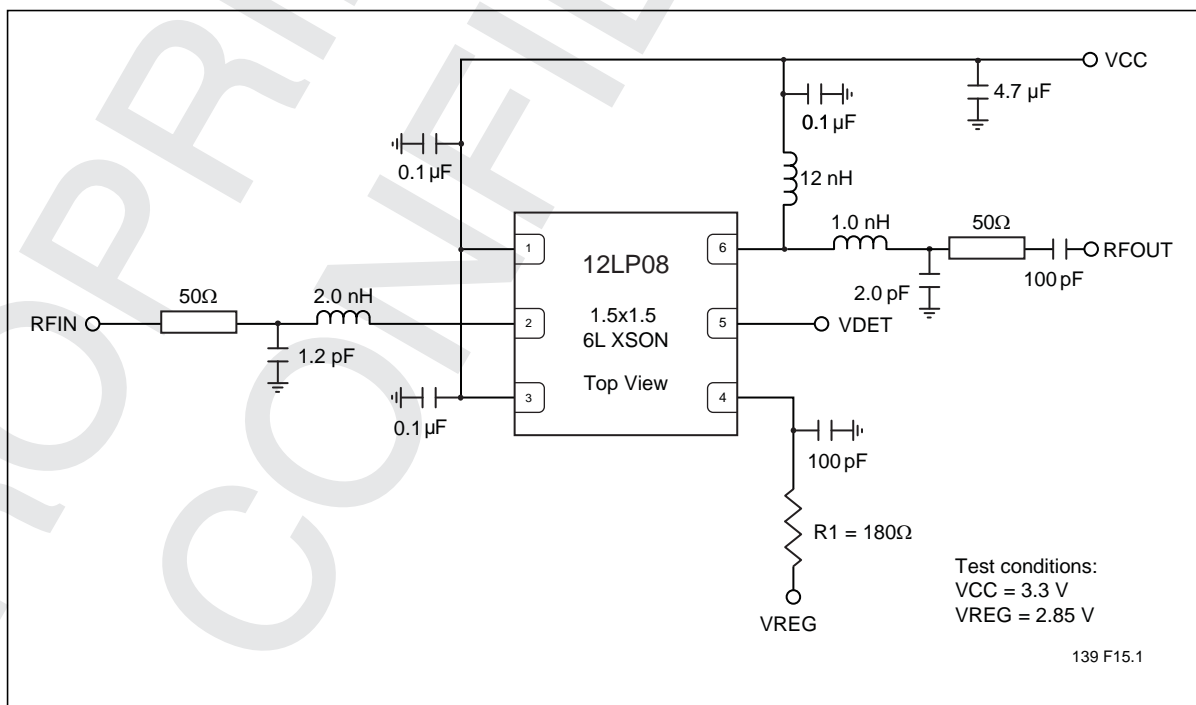 VCC
4.7 µF
0.1 µF
0.1 µF
12 nH
1.0 nH
50Ω
RFOUT
100 pF
2.0 pF
1
6
12LP08
1.5x1.5
6L XSON
Top View
50Ω
2.0 nH
RFIN
2
5
VDET
1.2 pF
3
4
0.1 µF
100 pF
R1 = 180Ω
VREG
Test conditions:
VCC = 3.3 V
VREG = 2.85 V
139 F15.1